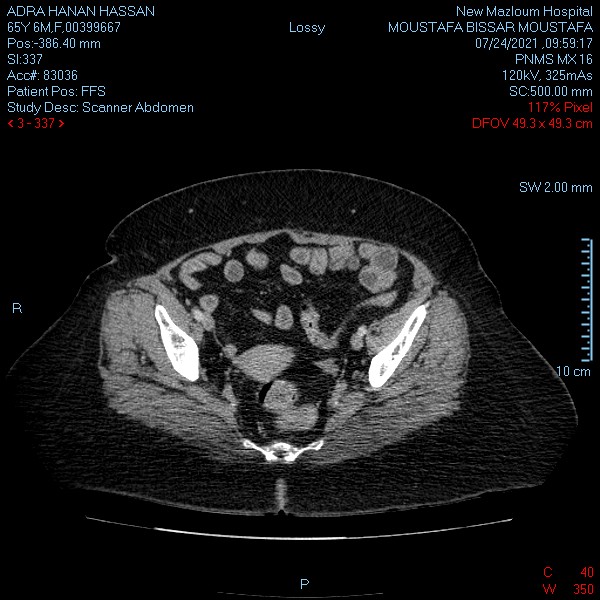 ADRA HANAN HASSAN
65Y 6M,F,00399667
Pos:-386.40 mm
SI:337
Acc#: 83036
Patient Pos: FFS
Study Desc: Scanner Abdomen
< 3 - 337 >
Lossy
New Mazloum Hospital
MOUSTAFA BISSAR MOUSTAFA
07/24/2021 ,09:59:17
PNMS MX 16
120kV, 325mAs
SC:500.00 mm
117% Pixel
DFOV 49.3 x 49.3 cm
SW 2.00 mm
R
10 cm
P
C 40
W 350